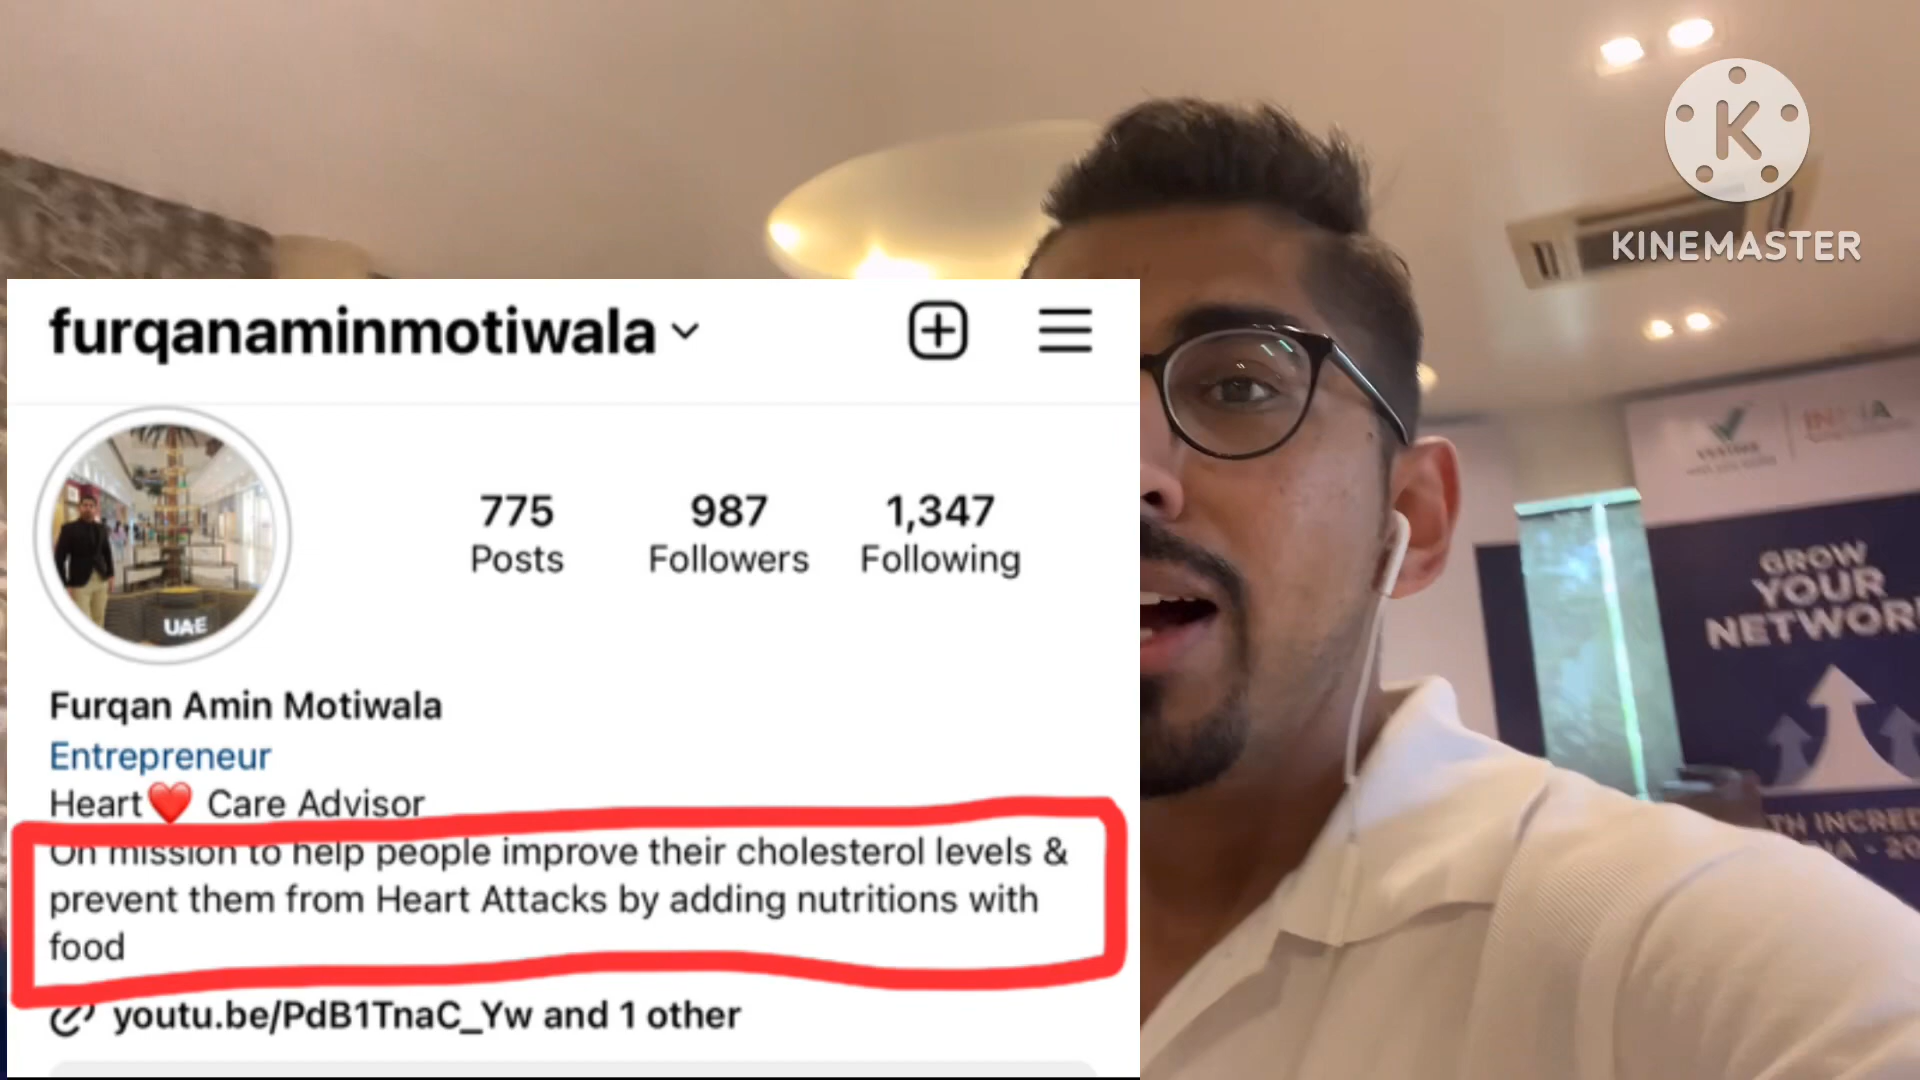 K
KINEMASTER
furqanaminmotiwala
775
Posts
987
Followers
1,347
Following
UAE
Furqan Amin Motiwala
Entrepreneur
Heart❤️ Care Advisor
On mission to help people improve their cholesterol levels &
prevent them from Heart Attacks by adding nutritions with
food
youtu.be/PdB1TnaC_Yw and 1 other
GROW
YOUR
NETWOR
TH INCRED